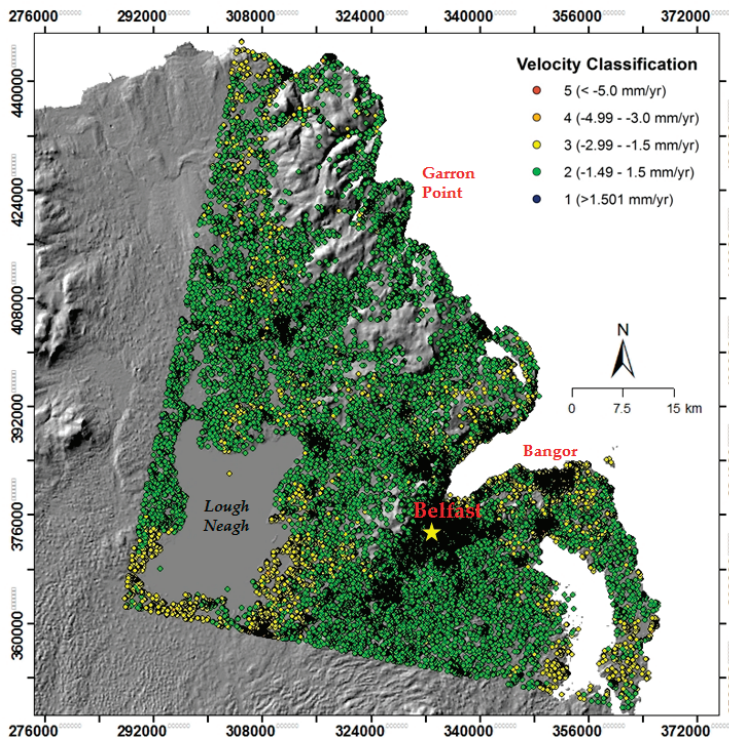 276000 292000 308000 324000 340000 356000 372000
Velocity Classification
5 (< -5.0 mm/yr)
4 (-4.99 - -3.0 mm/yr)
3 (-2.99 - -1.5 mm/yr)
2 (-1.49 - 1.5 mm/yr)
1 (>1.501 mm/yr)
440000
424000
408000
392000
376000
360000
Garron
Point
N
0 7.5 15 km
Bangor
Belfast
Lough
Neagh
276000 292000 308000 324000 340000 356000 372000